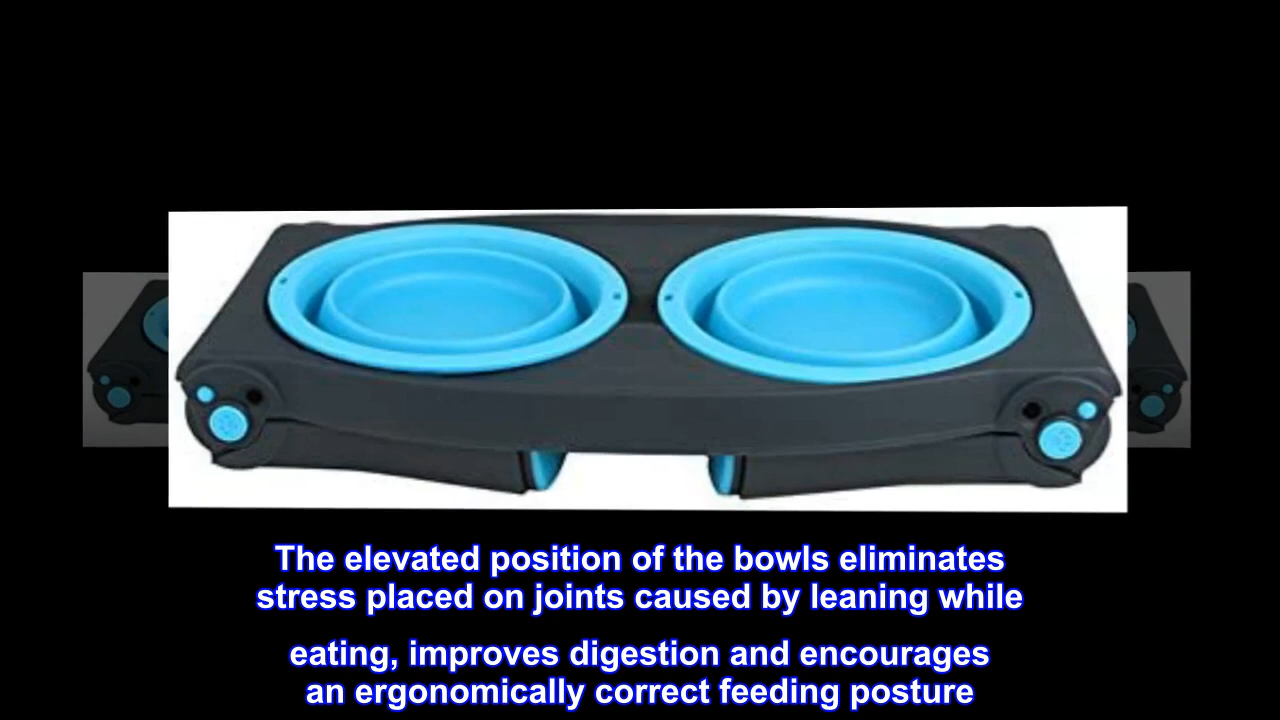 The elevated position of the bowls eliminates
stress placed on joints caused by leaning while
eating, improves digestion and encourages
an ergonomically correct feeding posture